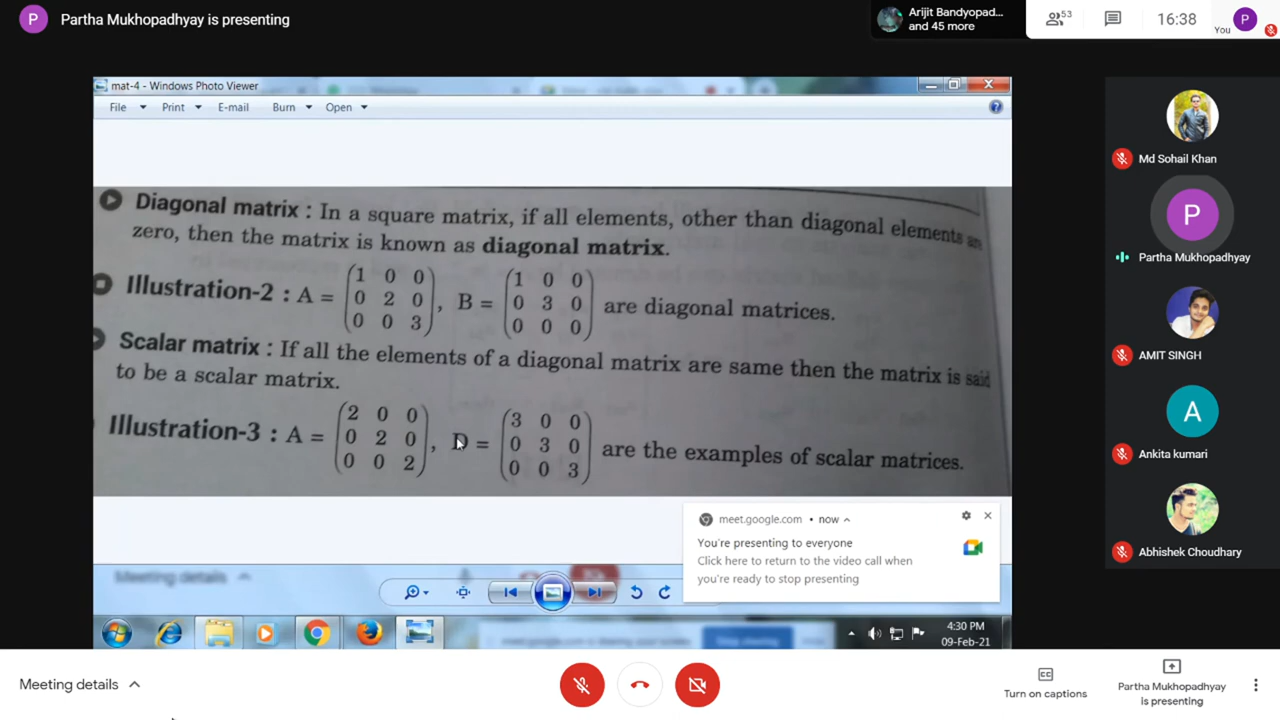 P Partha Mukhopadhyay is presenting
Arijit Bandyopad...
and 45 more
53
16:38
You
P
mat-4 - Windows Photo Viewer
File Print E-mail Burn Open
Diagonal matrix : In a square matrix, if all elements, other than diagonal elements are
zero, then the matrix is known as diagonal matrix.
Illustration-2 : A = (1 0 0
0 2 0
0 0 3), B = (1 0 0
0 3 0
0 0 0) are diagonal matrices.
Scalar matrix : If all the elements of a diagonal matrix are same then the matrix is said
to be a scalar matrix.
Illustration-3 : A = (2 0 0
0 2 0
0 0 2), D = (3 0 0
0 3 0
0 0 3) are the examples of scalar matrices.
meet.google.com • now
You're presenting to everyone
Click here to return to the video call when
you're ready to stop presenting
Meeting details
4:30 PM
09-Feb-21
Md Sohail Khan
P
Partha Mukhopadhyay
AMIT SINGH
A
Ankita kumari
Abhishek Choudhary
Meeting details
CC
Turn on captions
Partha Mukhopadhyay
is presenting